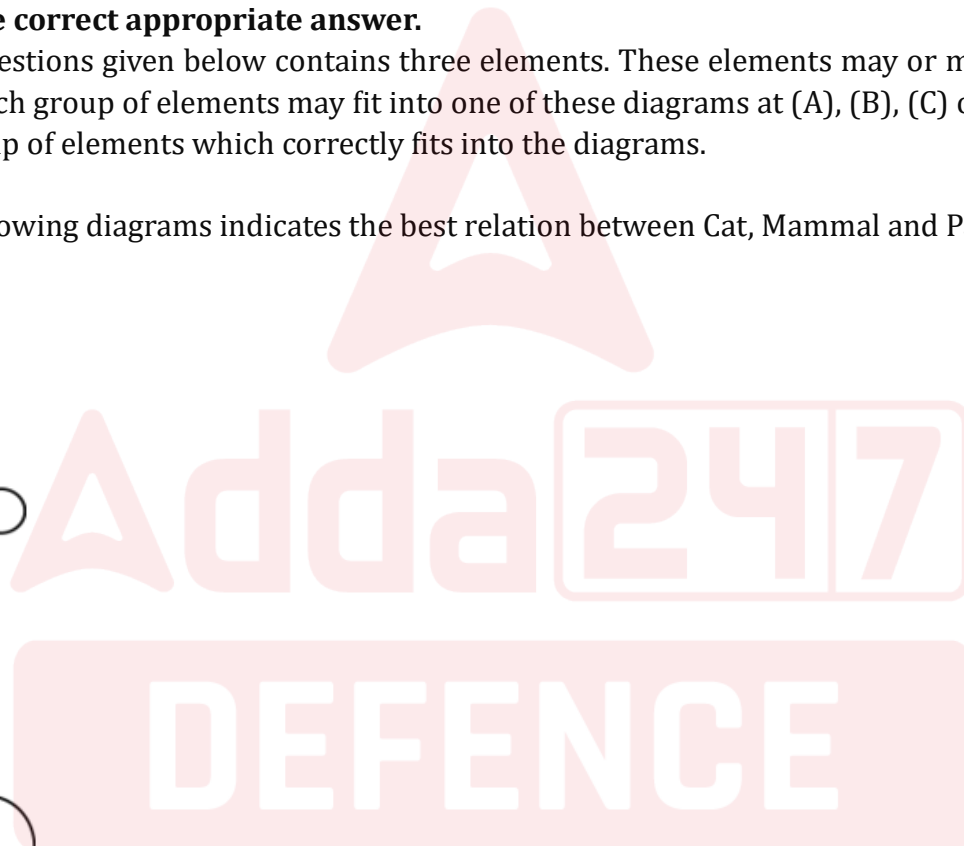 e correct appropriate answer.
estions given below contains three elements. These elements may or m
ch group of elements may fit into one of these diagrams at (A), (B), (C) o
p of elements which correctly fits into the diagrams.
owing diagrams indicates the best relation between Cat, Mammal and P
Adda247
DEFENCE